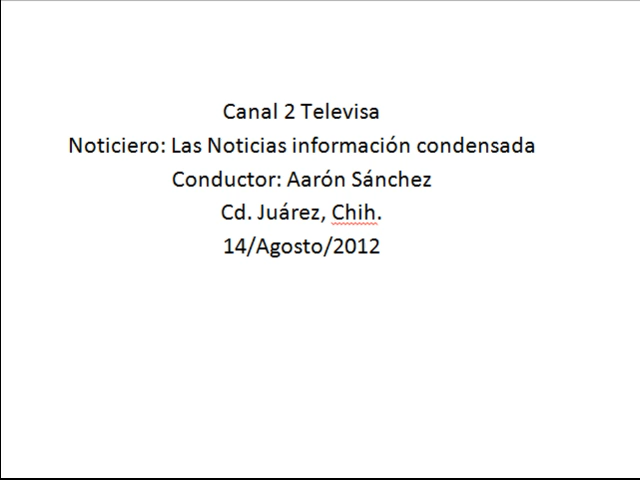 Canal 2 Televisa
Noticiero: Las Noticias información condensada
Conductor: Aarón Sánchez
Cd. Juárez, Chih.
14/Agosto/2012